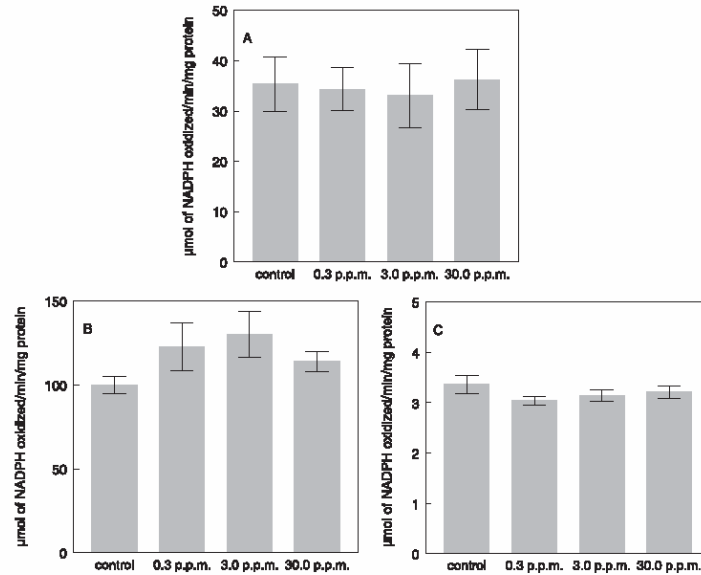 A
µmol of NADPH oxidized/min/mg protein
50
40
30
20
10
0
control 0.3 p.p.m. 3.0 p.p.m. 30.0 p.p.m.
B
µmol of NADPH oxidized/min/mg protein
150
100
50
0
control 0.3 p.p.m. 3.0 p.p.m. 30.0 p.p.m.
C
µmol of NADPH oxidized/min/mg protein
5
4
3
2
1
0
control 0.3 p.p.m. 3.0 p.p.m. 30.0 p.p.m.